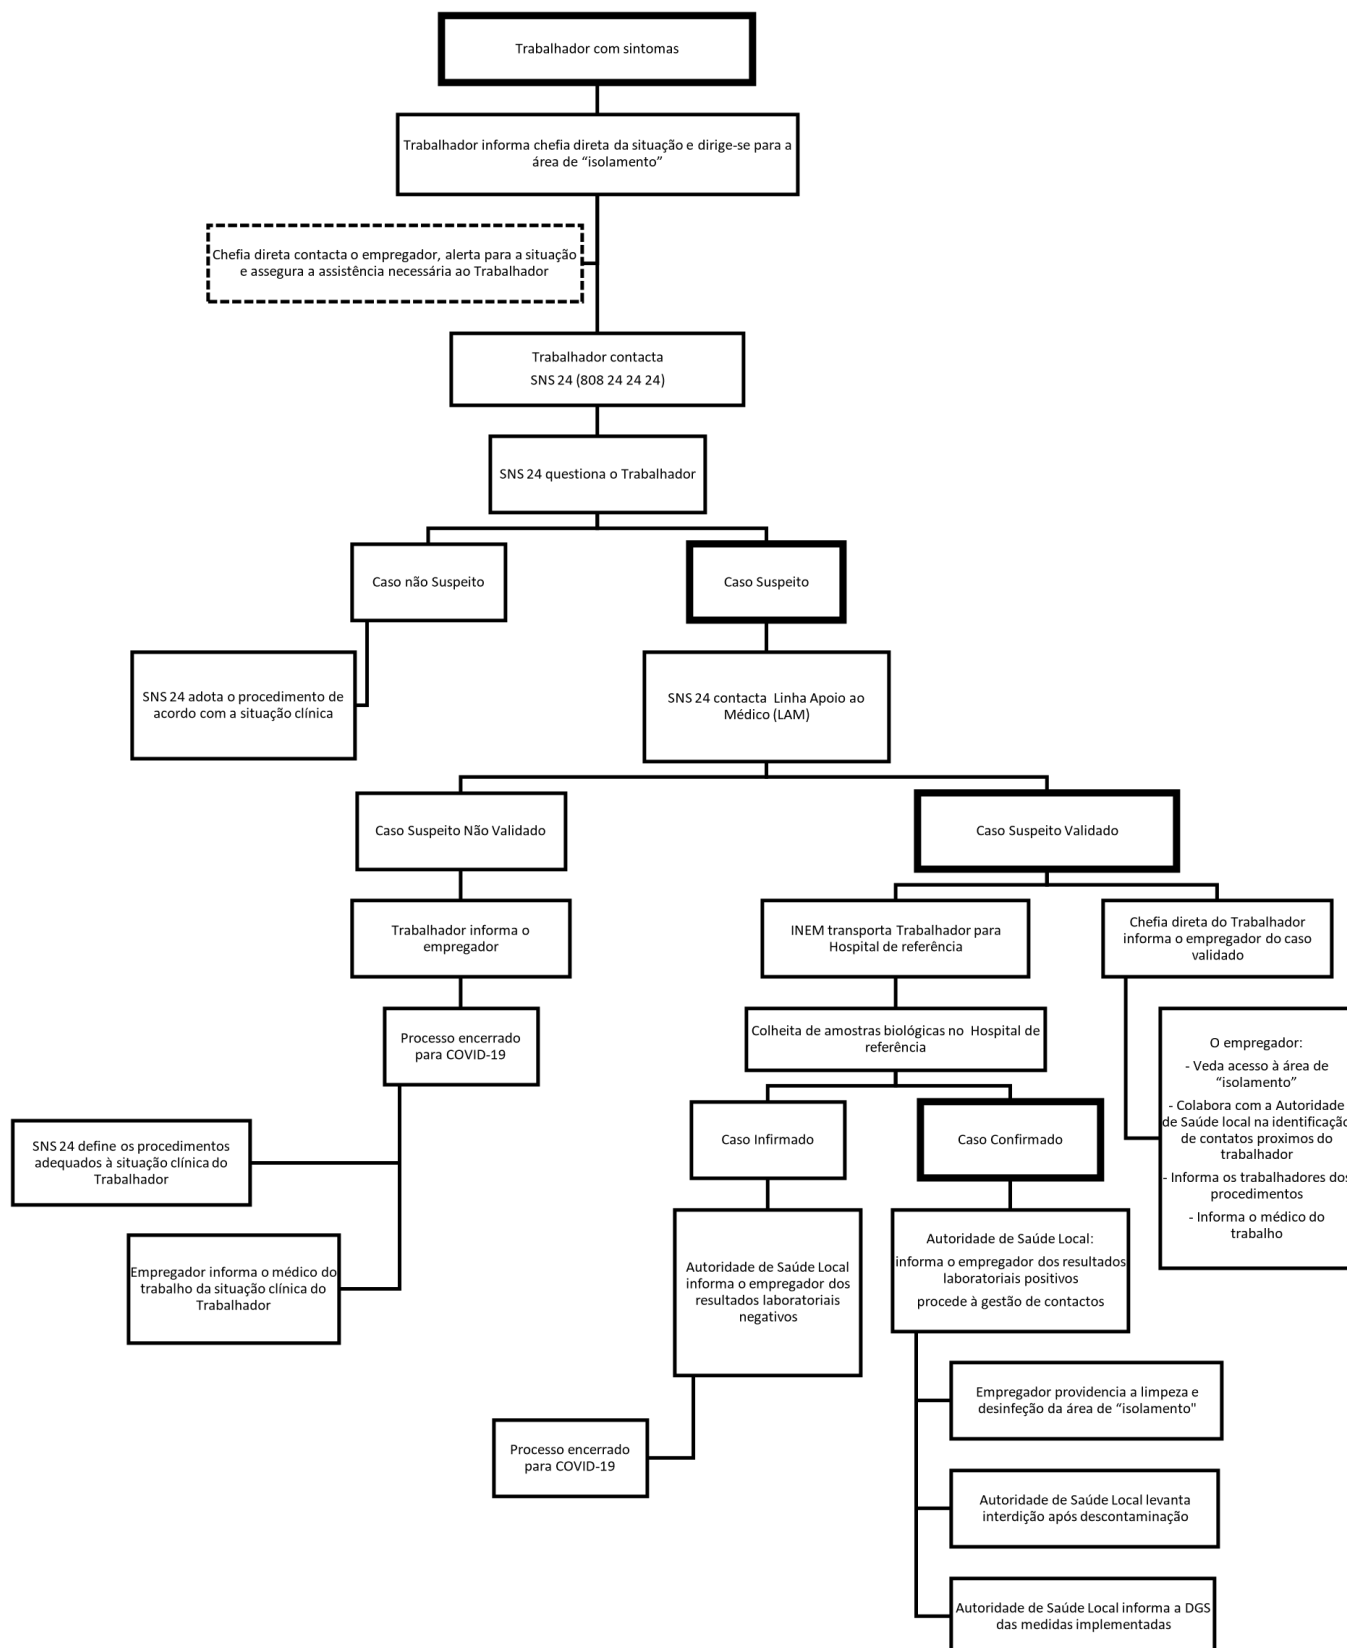 Trabalhador com sintomas
Trabalhador informa chefia direta da situação e dirige-se para a
área de “isolamento”
Chefia direta contacta o empregador, alerta para a situação
e assegura a assistência necessária ao Trabalhador
Trabalhador contacta
SNS 24 (808 24 24 24)
SNS 24 questiona o Trabalhador
Caso não Suspeito
Caso Suspeito
SNS 24 adota o procedimento de
acordo com a situação clínica
SNS 24 contacta Linha Apoio ao
Médico (LAM)
Caso Suspeito Não Validado
Caso Suspeito Validado
Trabalhador informa o
empregador
INEM transporta Trabalhador para
Hospital de referência
Chefia direta do Trabalhador
informa o empregador do caso
validado
Processo encerrado
para COVID-19
Colheita de amostras biológicas no Hospital de
referência
O empregador:
- Veda acesso à área de
“isolamento”
- Colabora com a Autoridade
de Saúde local na identificação
de contatos proximos do
trabalhador
- Informa os trabalhadores dos
procedimentos
- Informa o médico do
trabalho
SNS 24 define os procedimentos
adequados à situação clínica do
Trabalhador
Caso Infirmado
Caso Confirmado
Empregador informa o médico do
trabalho da situação clínica do
Trabalhador
Autoridade de Saúde Local
informa o empregador dos
resultados laboratoriais
negativos
Autoridade de Saúde Local:
informa o empregador dos resultados
laboratoriais positivos
procede à gestão de contactos
Processo encerrado
para COVID-19
Empregador providencia a limpeza e
desinfeção da área de “isolamento"
Autoridade de Saúde Local levanta
interdição após descontaminação
Autoridade de Saúde Local informa a DGS
das medidas implementadas